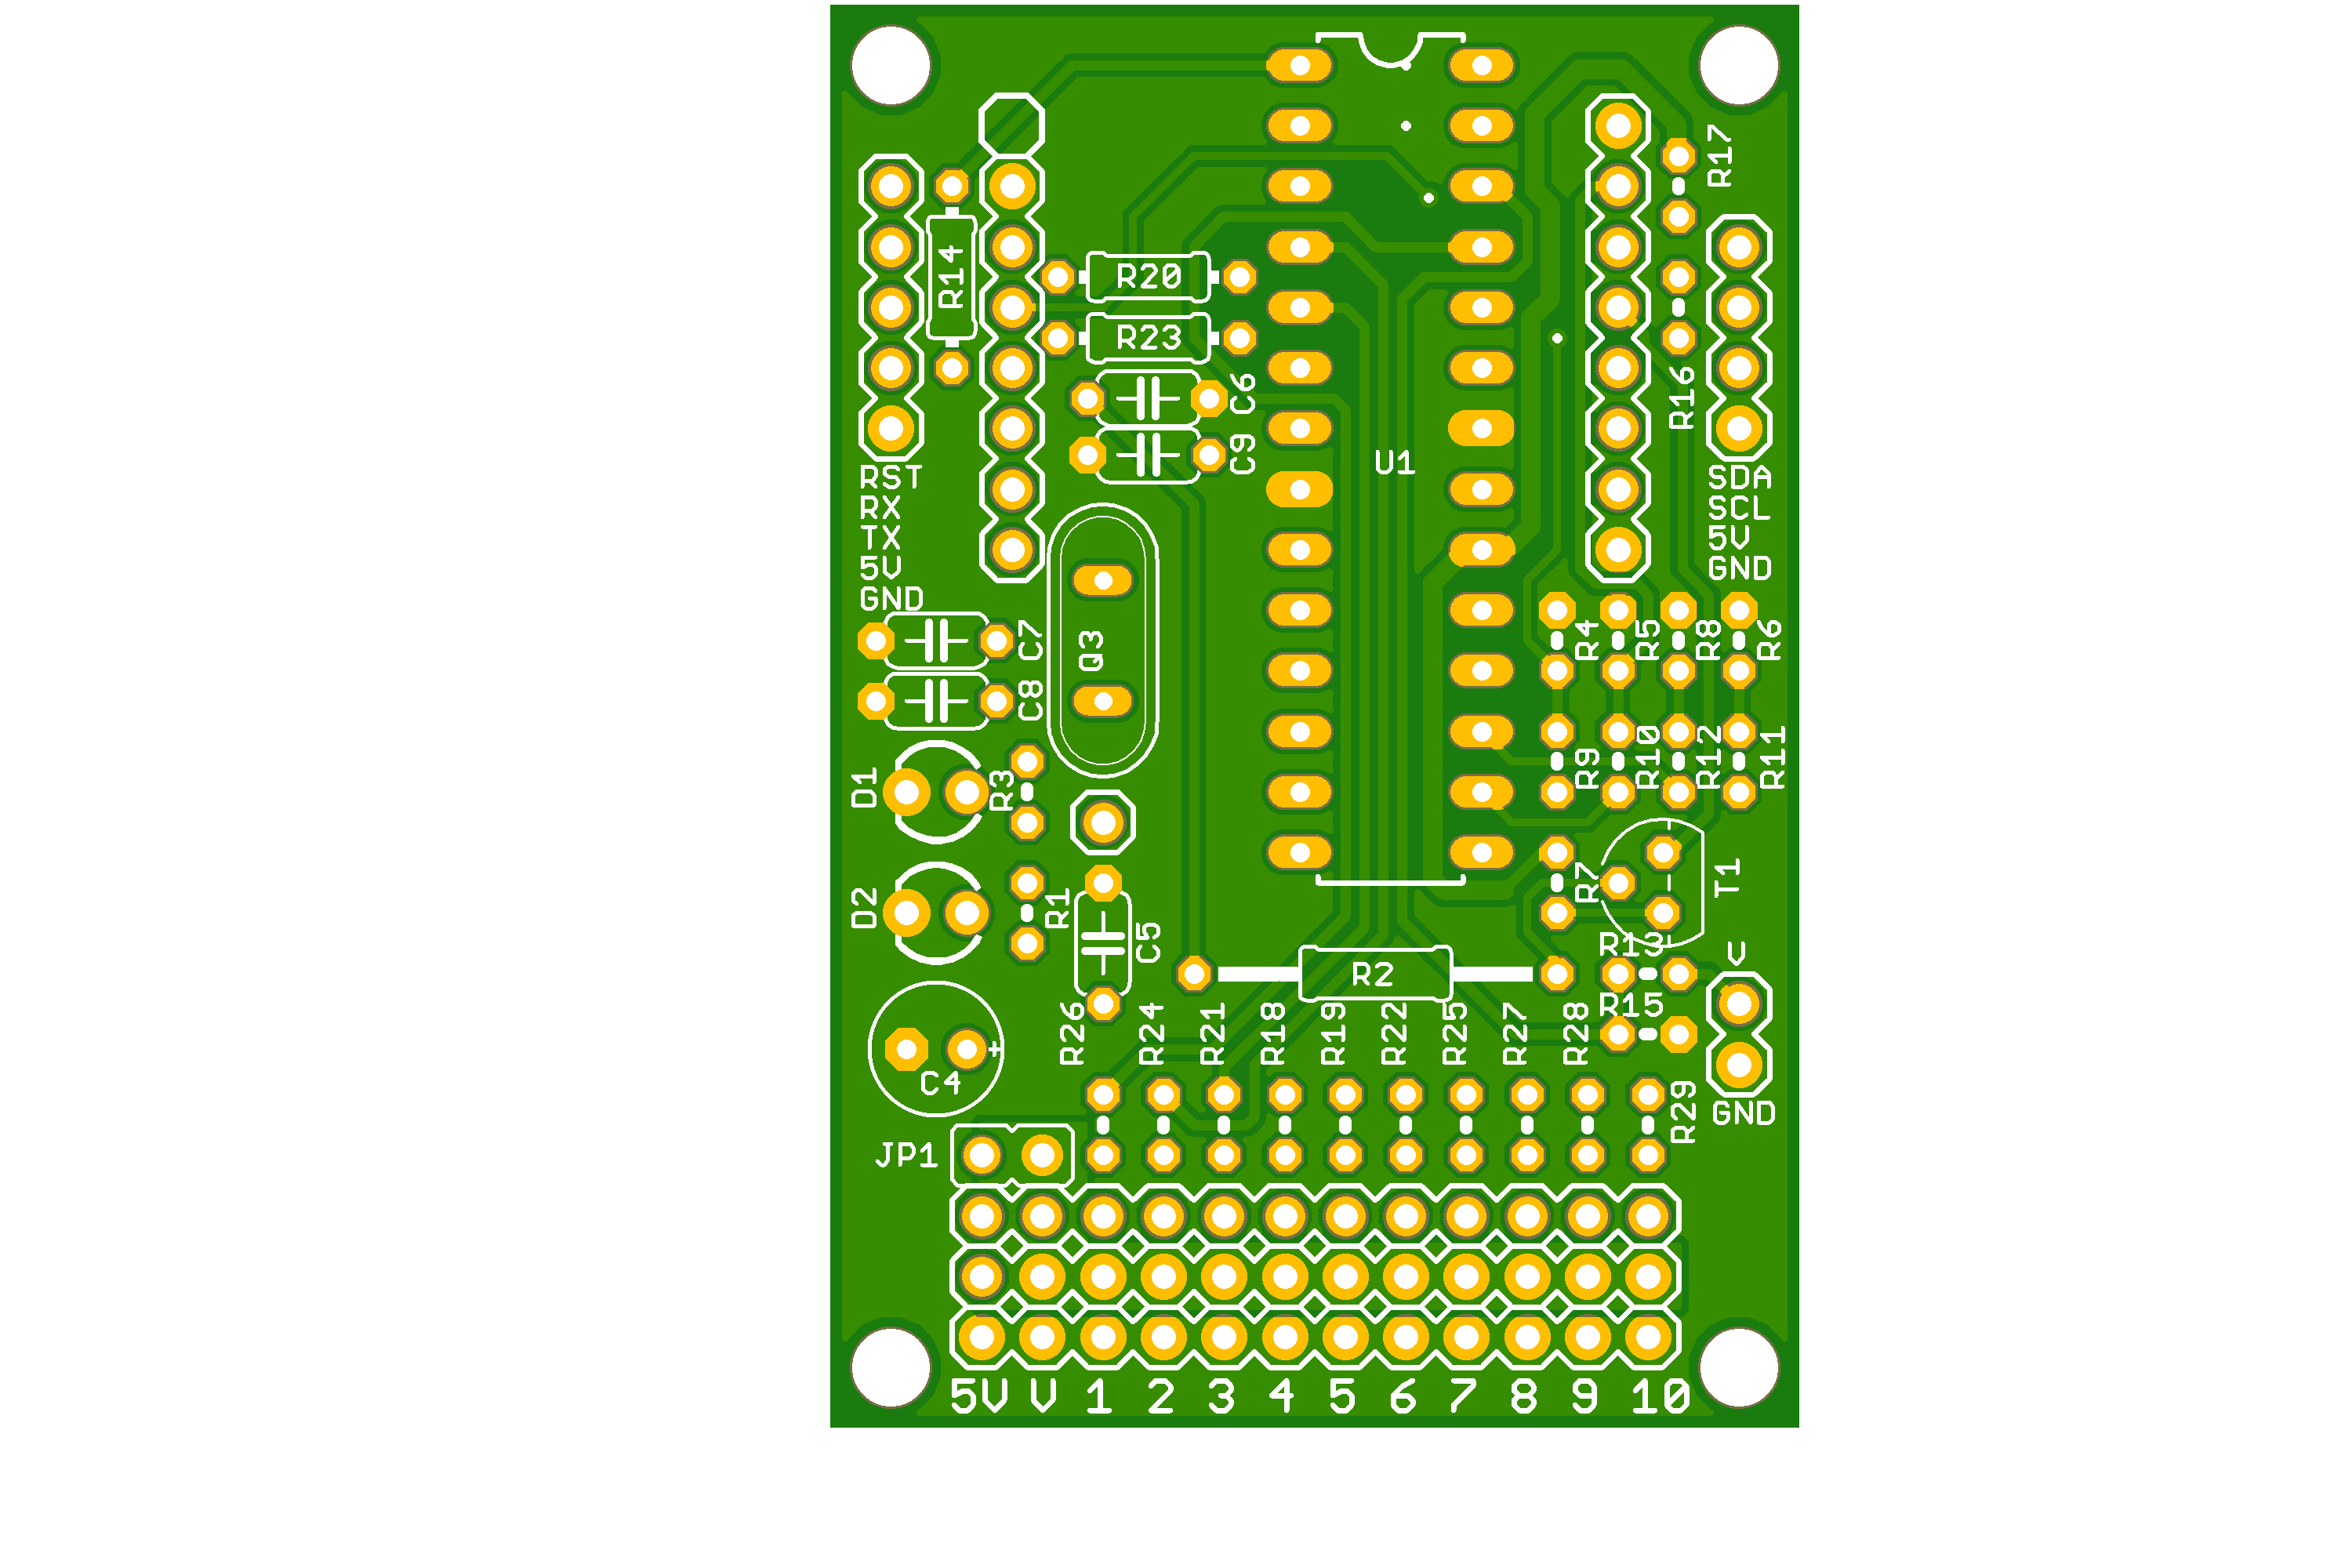 R17
R14
R20
R23
R16
C6
C9
U1
RST
RX
TX
5V
GND
SDA
SCL
5V
GND
C7
Q3
C8
R4
R5
R8
R6
D1
R3
R9
R10
R12
R11
D2
R1
C5
R7
T1
R13
V
R2
R15
R26
R24
R21
R18
R19
R22
R25
R27
R28
R29
C4
+
GND
JP1
5V V 1 2 3 4 5 6 7 8 9 10